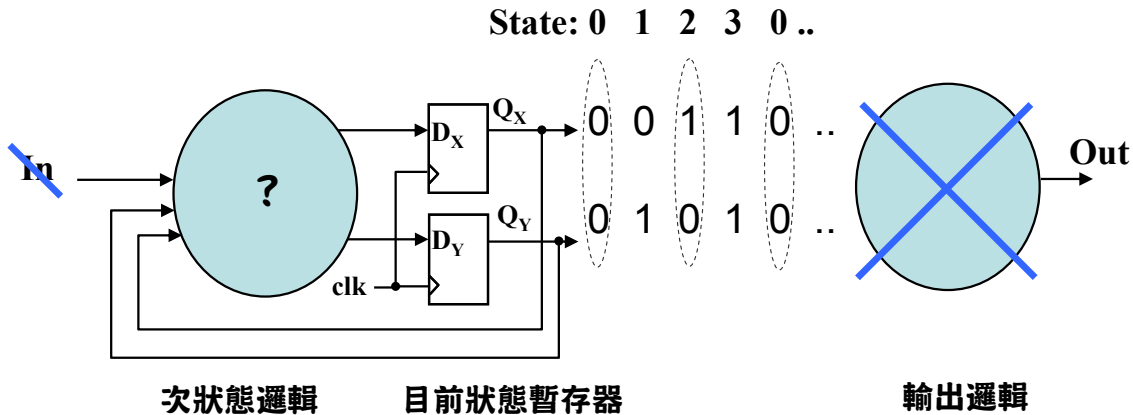 State: 0 1 2 3 0 ..
In
?
D_X
Q_X
0 0 1 1 0 ..
D_Y
Q_Y
0 1 0 1 0 ..
clk
Out
次狀態邏輯
目前狀態暫存器
輸出邏輯